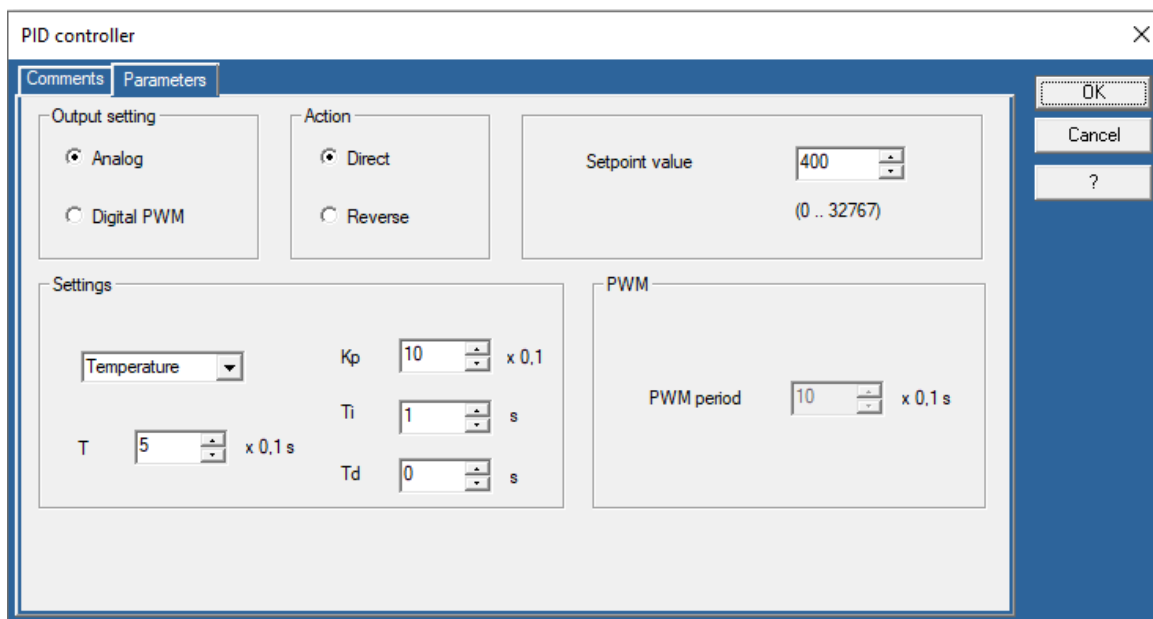 PID controller
Comments Parameters
Output setting
Analog
Digital PWM
Action
Direct
Reverse
Setpoint value 400
(0 .. 32767)
OK
Cancel
?
Settings
Temperature
T 5 x 0,1 s
Kp 10 x 0,1
Ti 1 s
Td 0 s
PWM
PWM period 10 x 0,1 s